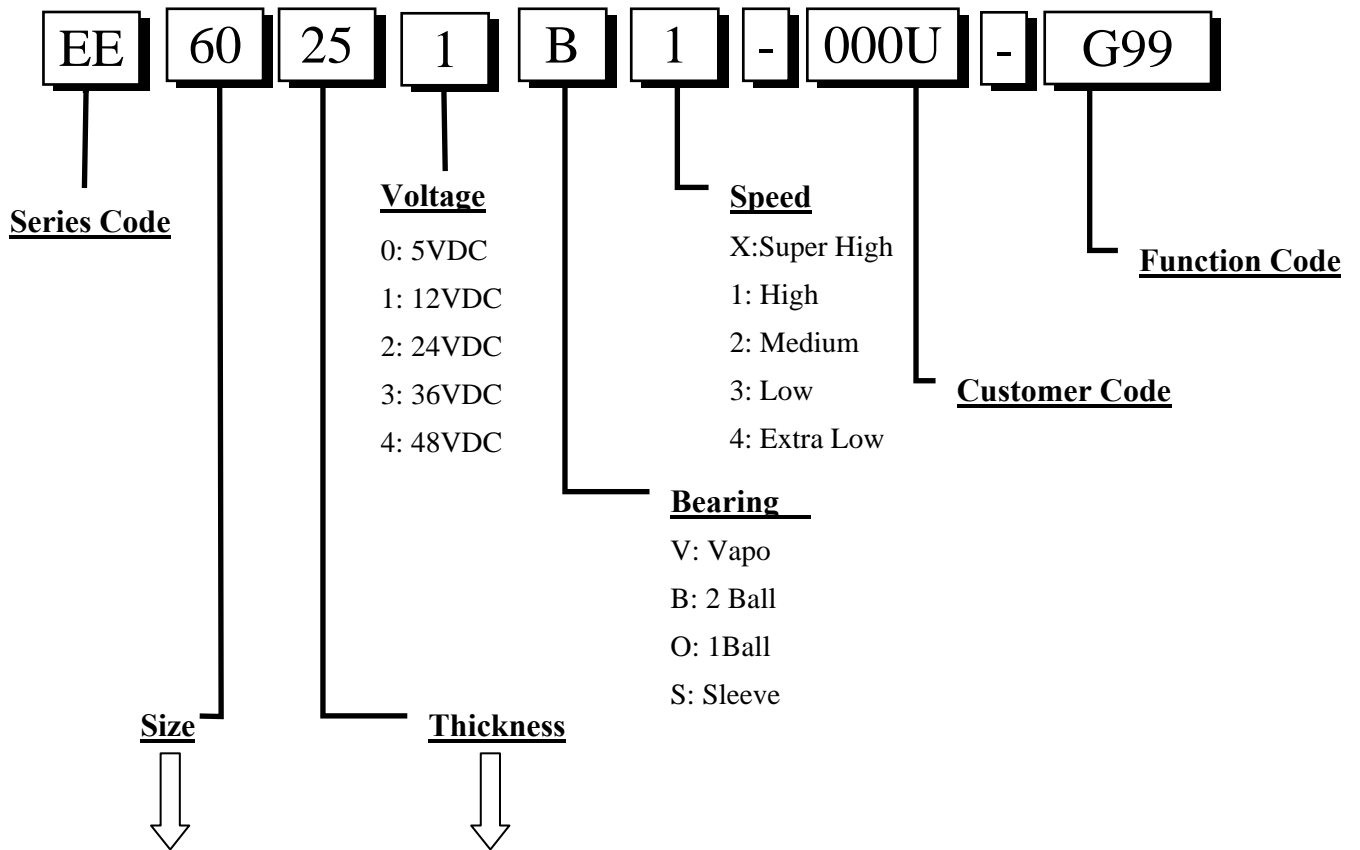 EE 60 25 1 B 1 - 000U - G99
Series Code
Voltage
0: 5VDC
1: 12VDC
2: 24VDC
3: 36VDC
4: 48VDC
Speed
X:Super High
1: High
2: Medium
3: Low
4: Extra Low
Function Code
Customer Code
Bearing
V: Vapo
B: 2 Ball
O: 1Ball
S: Sleeve
Size
Thickness